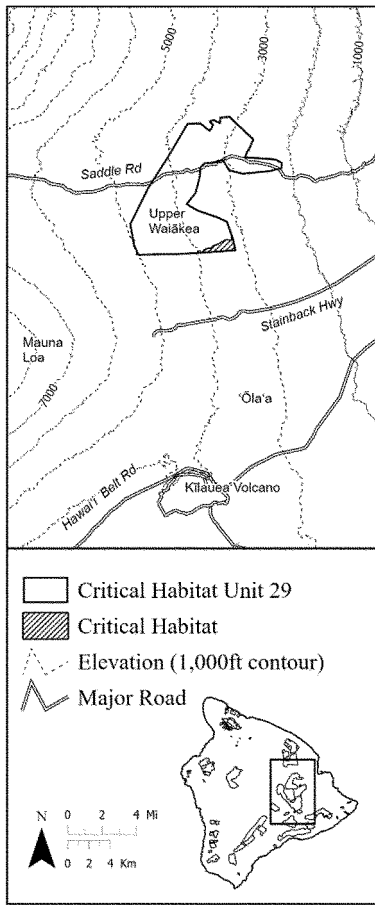 5000
3000
1000
Saddle Rd
Upper
Waiākea
Stainback Hwy
Mauna
Loa
7000
ʻŌlaʻa
Hawaiʻi Belt Rd
Kīlauea Volcano
Critical Habitat Unit 29
Critical Habitat
Elevation (1,000ft contour)
Major Road
N
0 2 4 Mi
0 2 4 Km